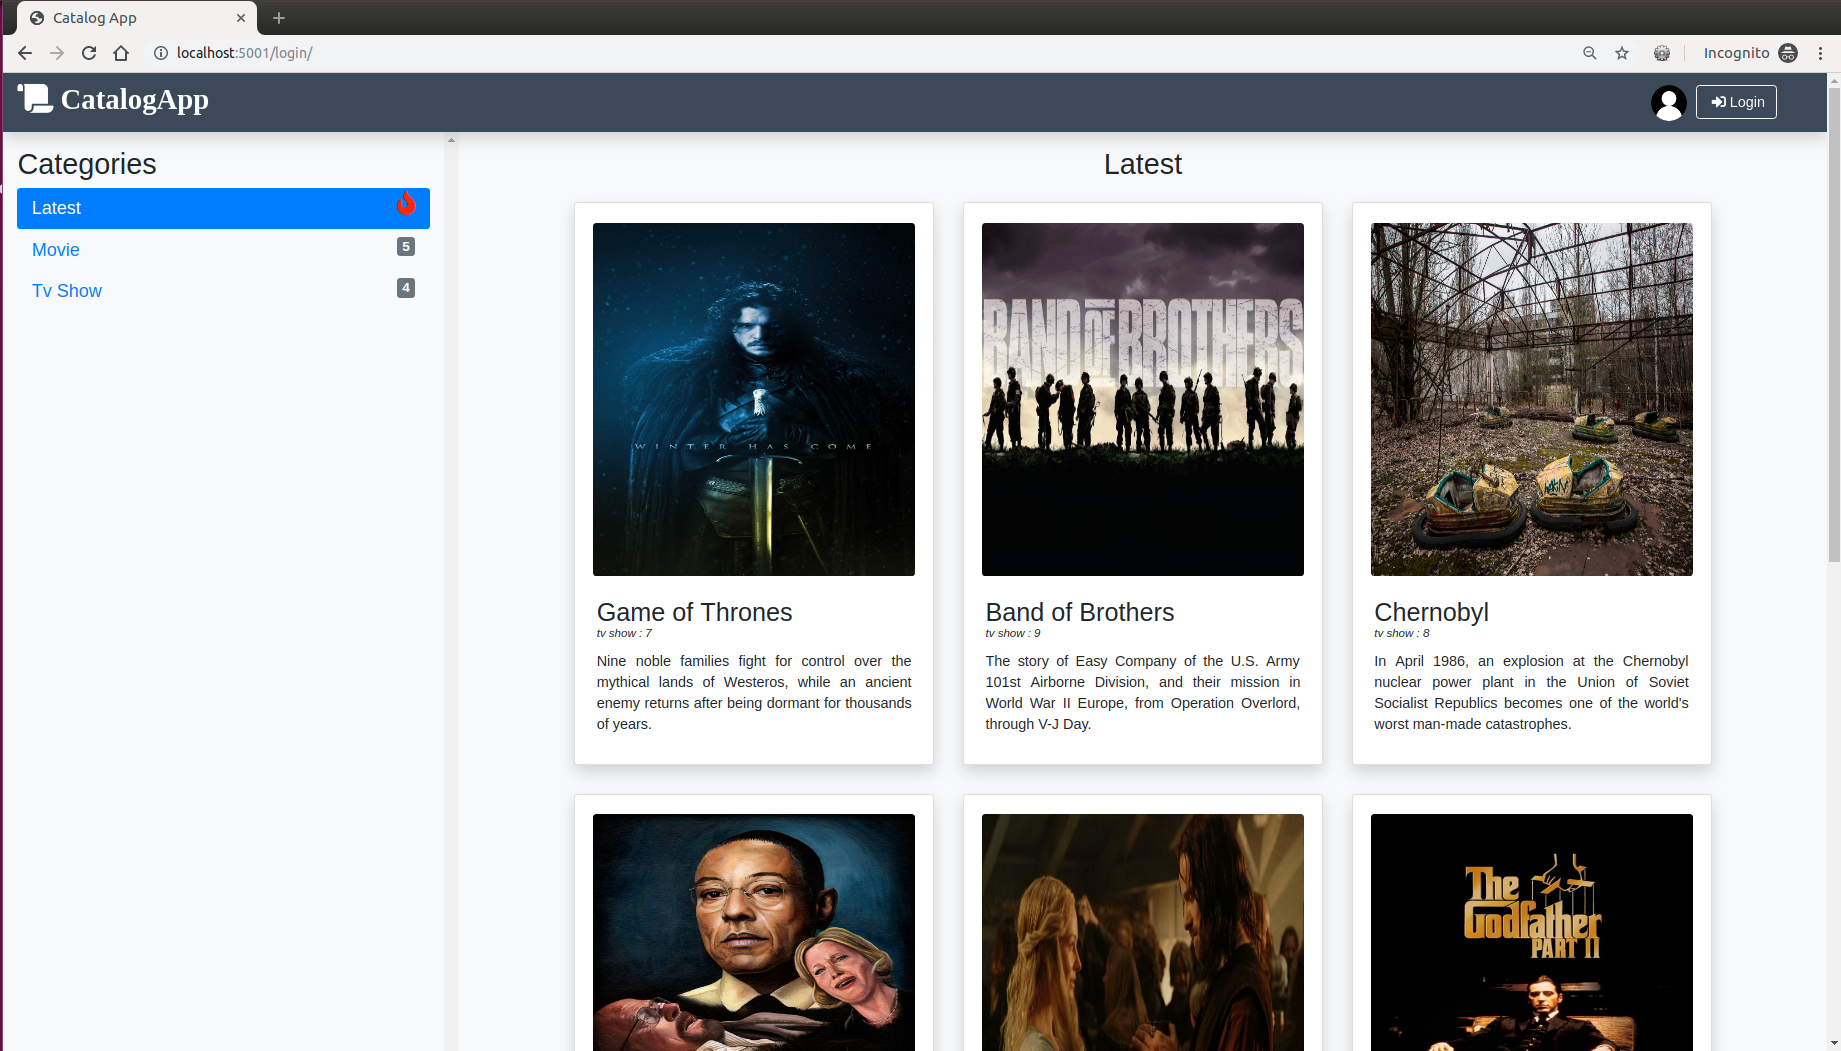 Catalog App
localhost:5001/login/
Incognito
CatalogApp
Login
Categories
Latest
Movie 5
Tv Show 4
Latest
WINTER HAS COME
Game of Thrones
tv show : 7
Nine noble families fight for control over the
mythical lands of Westeros, while an ancient
enemy returns after being dormant for thousands
of years.
BAND OF BROTHERS
Band of Brothers
tv show : 9
The story of Easy Company of the U.S. Army
101st Airborne Division, and their mission in
World War II Europe, from Operation Overlord,
through V-J Day.
Chernobyl
tv show : 8
In April 1986, an explosion at the Chernobyl
nuclear power plant in the Union of Soviet
Socialist Republics becomes one of the world's
worst man-made catastrophes.
The
Godfather
PART II